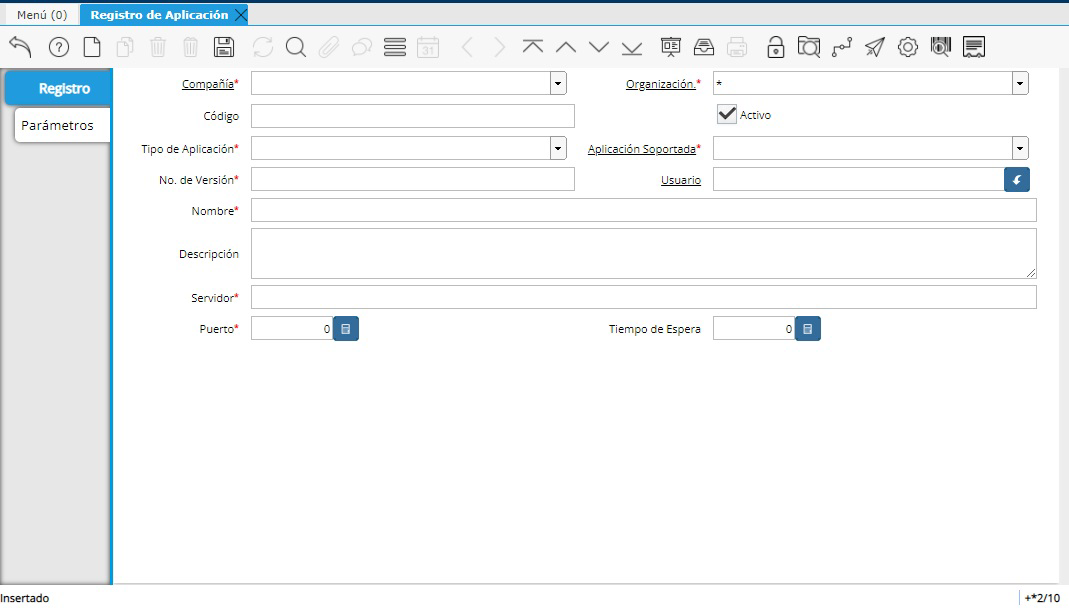 Menú (0) Registro de Aplicación
31
Registro
Parámetros
Compañía* Organización.* *
Código Activo
Tipo de Aplicación* Aplicación Soportada*
No. de Versión* Usuario
Nombre*
Descripción
Servidor*
Puerto* 0 Tiempo de Espera 0
Insertado +*2/10